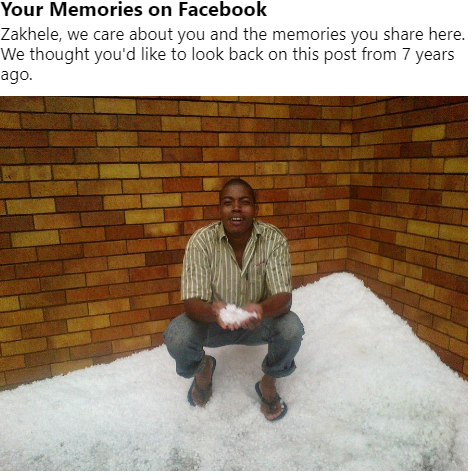 Your Memories on Facebook
Zakhele, we care about you and the memories you share here.
We thought you'd like to look back on this post from 7 years
ago.